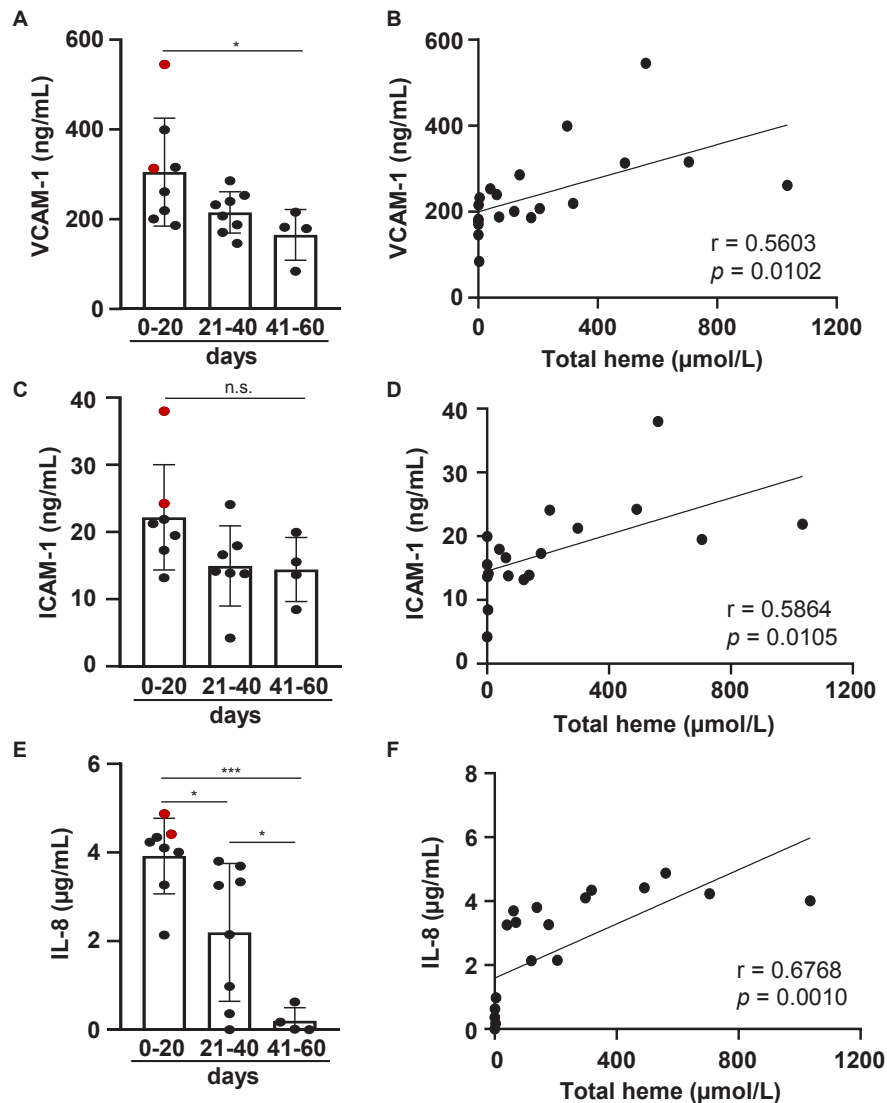 A
VCAM-1 (ng/mL)
600
400
200
0
*
0-20 21-40 41-60
days
B
VCAM-1 (ng/mL)
600
400
200
0
r = 0.5603
p = 0.0102
0 400 800 1200
Total heme (μmol/L)
C
ICAM-1 (ng/mL)
40
30
20
10
0
n.s.
0-20 21-40 41-60
days
D
ICAM-1 (ng/mL)
40
30
20
10
0
r = 0.5864
p = 0.0105
0 400 800 1200
Total heme (μmol/L)
E
IL-8 (μg/mL)
6
4
2
0
***
*
*
0-20 21-40 41-60
days
F
IL-8 (μg/mL)
8
6
4
2
0
r = 0.6768
p = 0.0010
0 400 800 1200
Total heme (μmol/L)